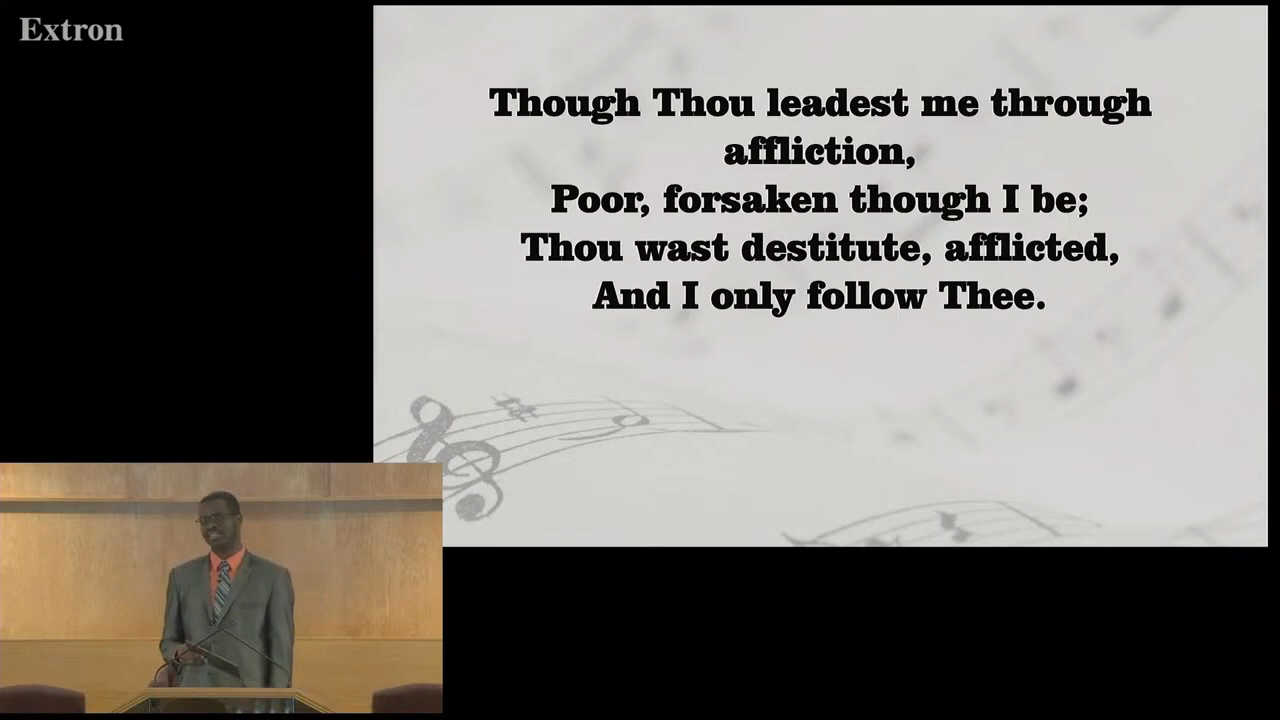 Extron
Though Thou leadest me through
affliction,
Poor, forsaken though I be;
Thou wast destitute, afflicted,
And I only follow Thee.